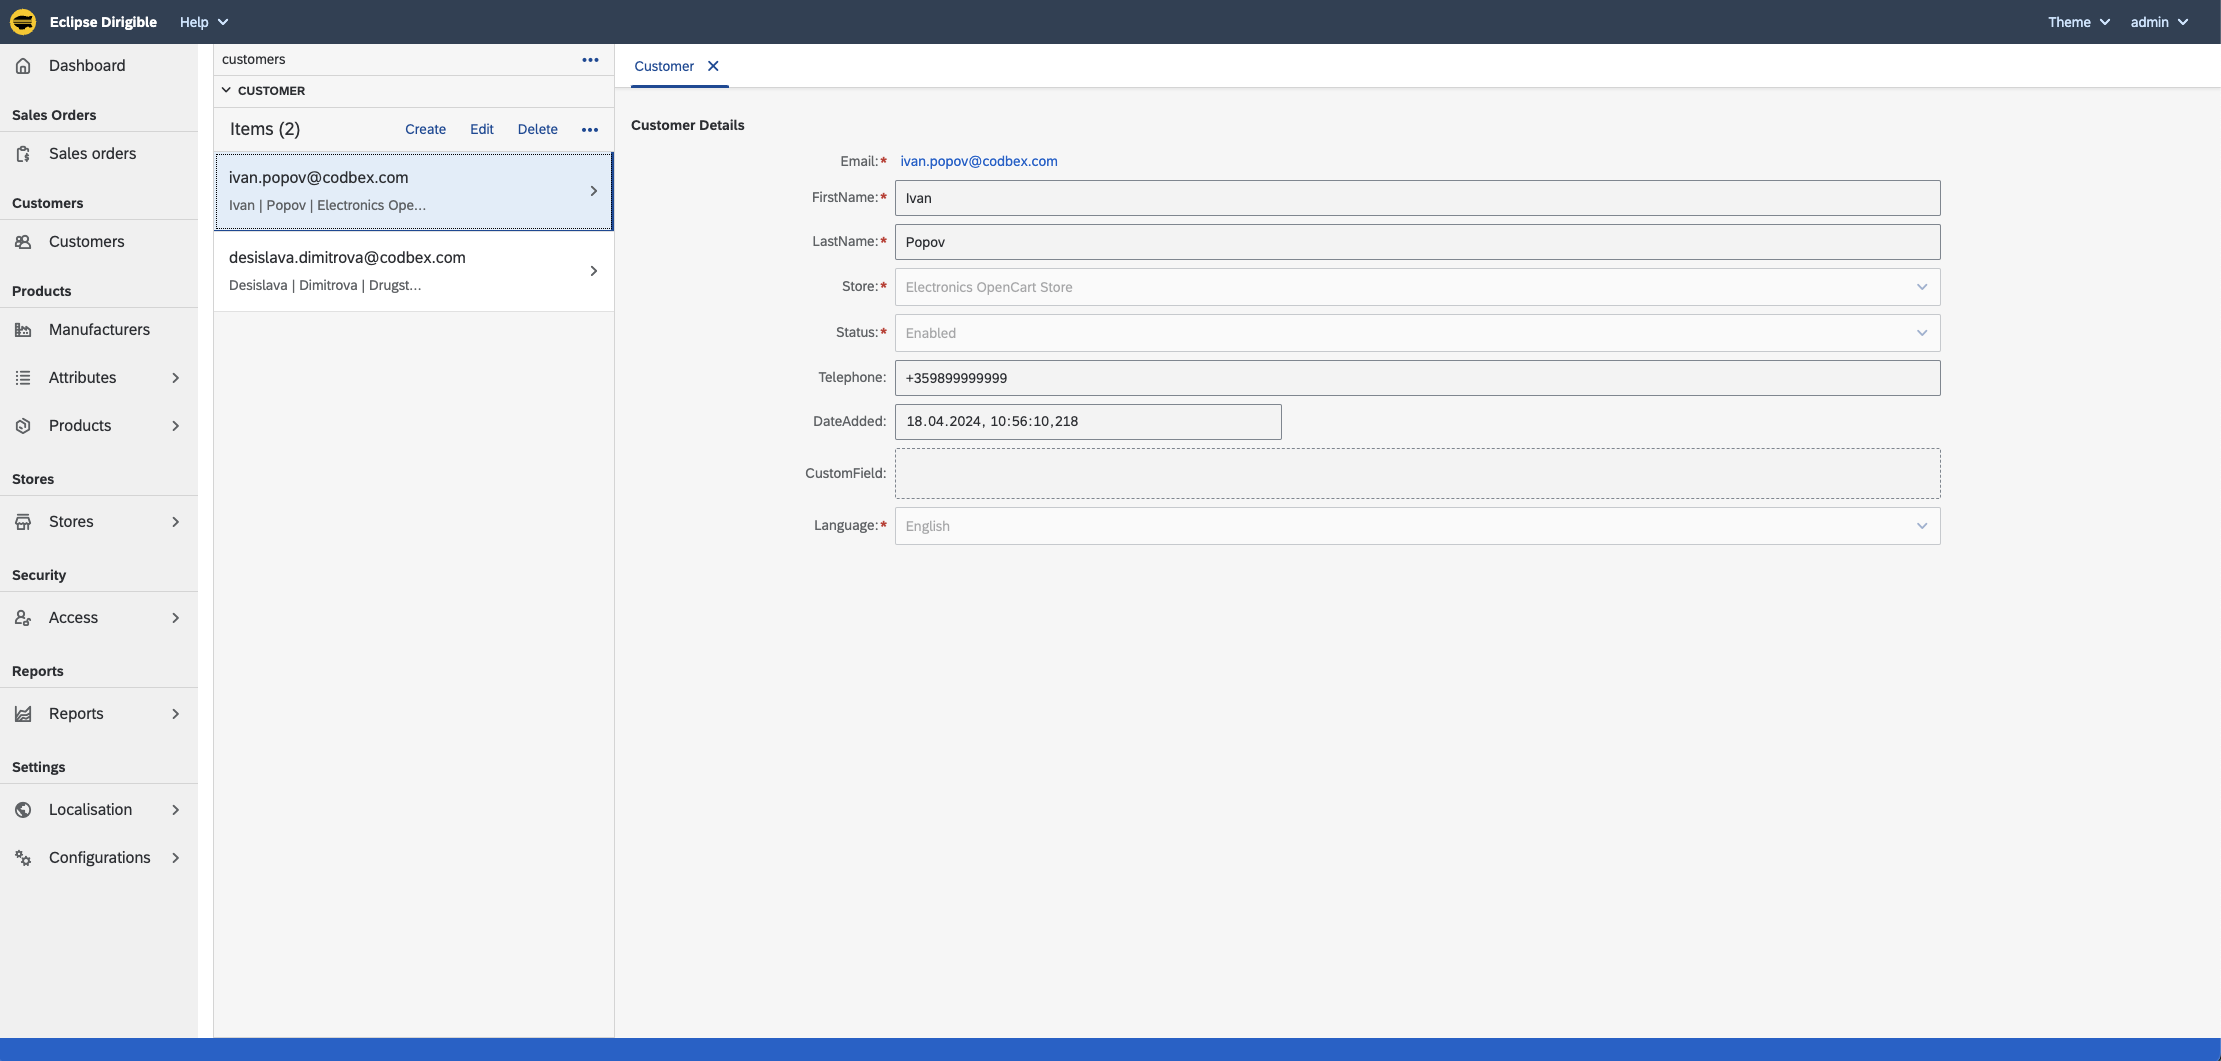 Eclipse Dirigible
Help
Theme
admin
Dashboard
Sales Orders
Sales orders
Customers
Customers
Products
Manufacturers
Attributes
Products
Stores
Stores
Security
Access
Reports
Reports
Settings
Localisation
Configurations
customers
CUSTOMER
Items (2)
Create
Edit
Delete
ivan.popov@codbex.com
Ivan | Popov | Electronics Ope...
desislava.dimitrova@codbex.com
Desislava | Dimitrova | Drugst...
Customer
Customer Details
Email:* ivan.popov@codbex.com
FirstName:* Ivan
LastName:* Popov
Store:* Electronics OpenCart Store
Status:* Enabled
Telephone: +359899999999
DateAdded: 18.04.2024, 10:56:10,218
CustomField:
Language:* English